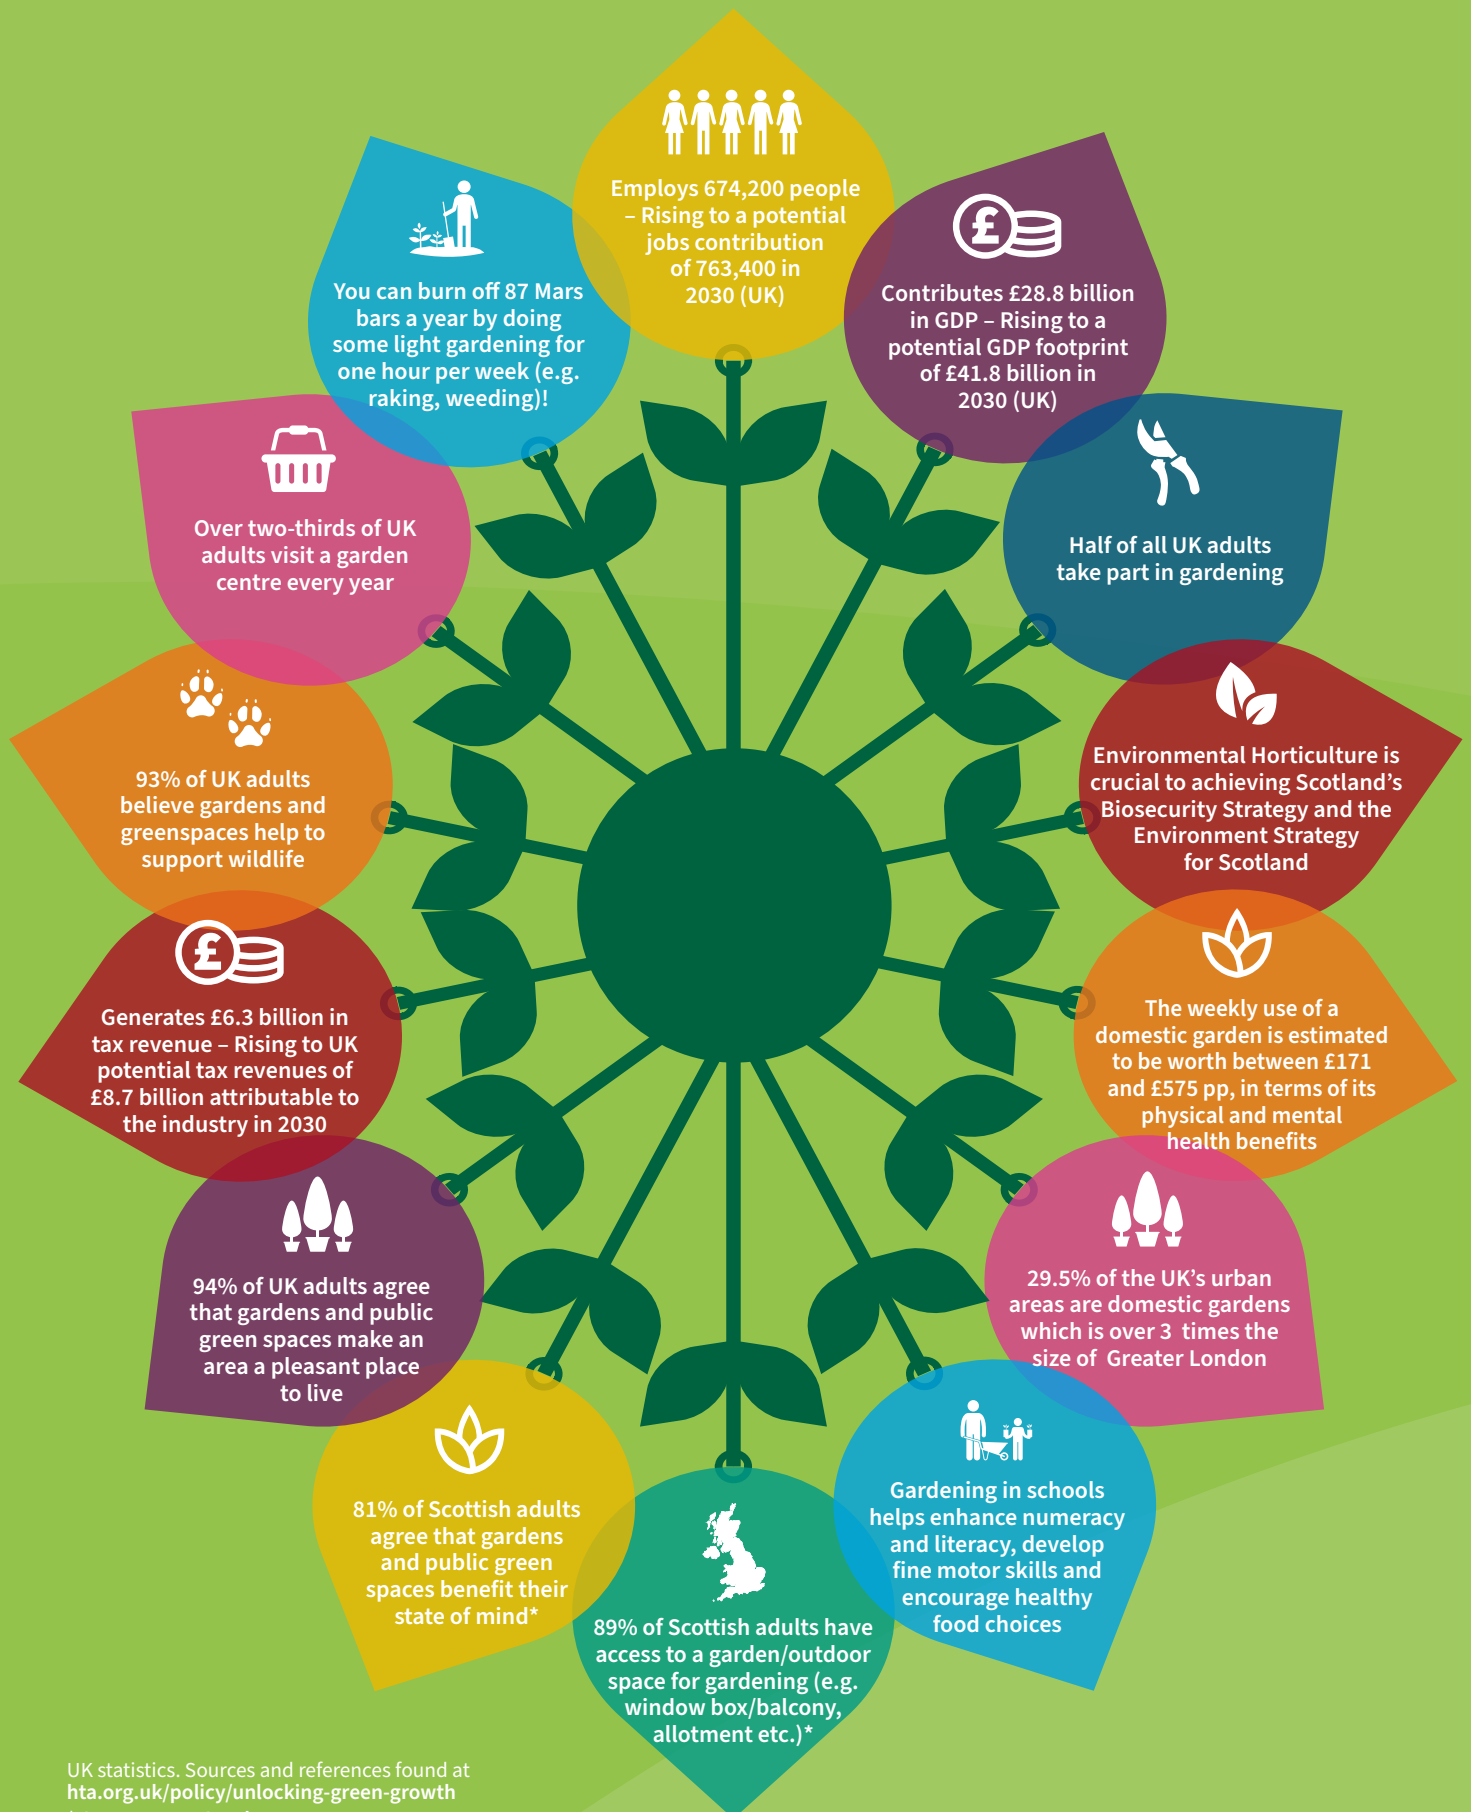 Employs 674,200 people
– Rising to a potential
jobs contribution
of 763,400 in
2030 (UK)
Contributes £28.8 billion
in GDP – Rising to a
potential GDP footprint
of £41.8 billion in
2030 (UK)
Half of all UK adults
take part in gardening
Environmental Horticulture is
crucial to achieving Scotland’s
Biosecurity Strategy and the
Environment Strategy
for Scotland
The weekly use of a
domestic garden is estimated
to be worth between £171
and £575 pp, in terms of its
physical and mental
health benefits
29.5% of the UK’s urban
areas are domestic gardens
which is over 3 times the
size of Greater London
Gardening in schools
helps enhance numeracy
and literacy, develop
fine motor skills and
encourage healthy
food choices
89% of Scottish adults have
access to a garden/outdoor
space for gardening (e.g.
window box/balcony,
allotment etc.)*
81% of Scottish adults
agree that gardens
and public green
spaces benefit their
state of mind*
94% of UK adults agree
that gardens and public
green spaces make an
area a pleasant place
to live
£
Generates £6.3 billion in
tax revenue – Rising to UK
potential tax revenues of
£8.7 billion attributable to
the industry in 2030
93% of UK adults
believe gardens and
greenspaces help to
support wildlife
Over two-thirds of UK
adults visit a garden
centre every year
You can burn off 87 Mars
bars a year by doing
some light gardening for
one hour per week (e.g.
raking, weeding)!
£
UK statistics. Sources and references found at
hta.org.uk/policy/unlocking-green-growth